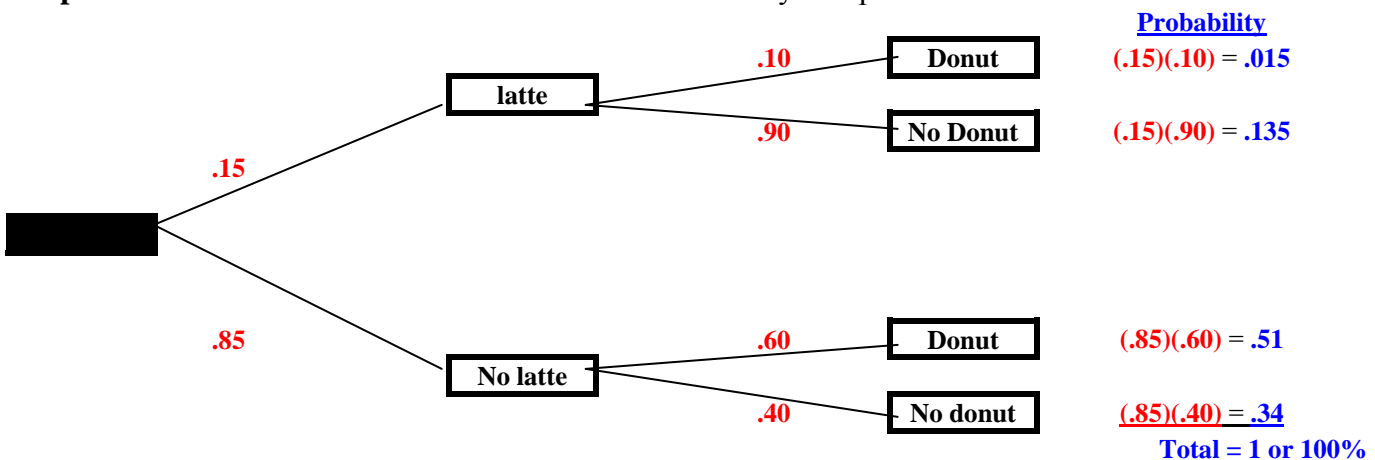 Probability
.10 Donut (.15)(.10) = .015
latte
.90 No Donut (.15)(.90) = .135
.15
.85
.60 Donut (.85)(.60) = .51
No latte
.40 No donut (.85)(.40) = .34
Total = 1 or 100%